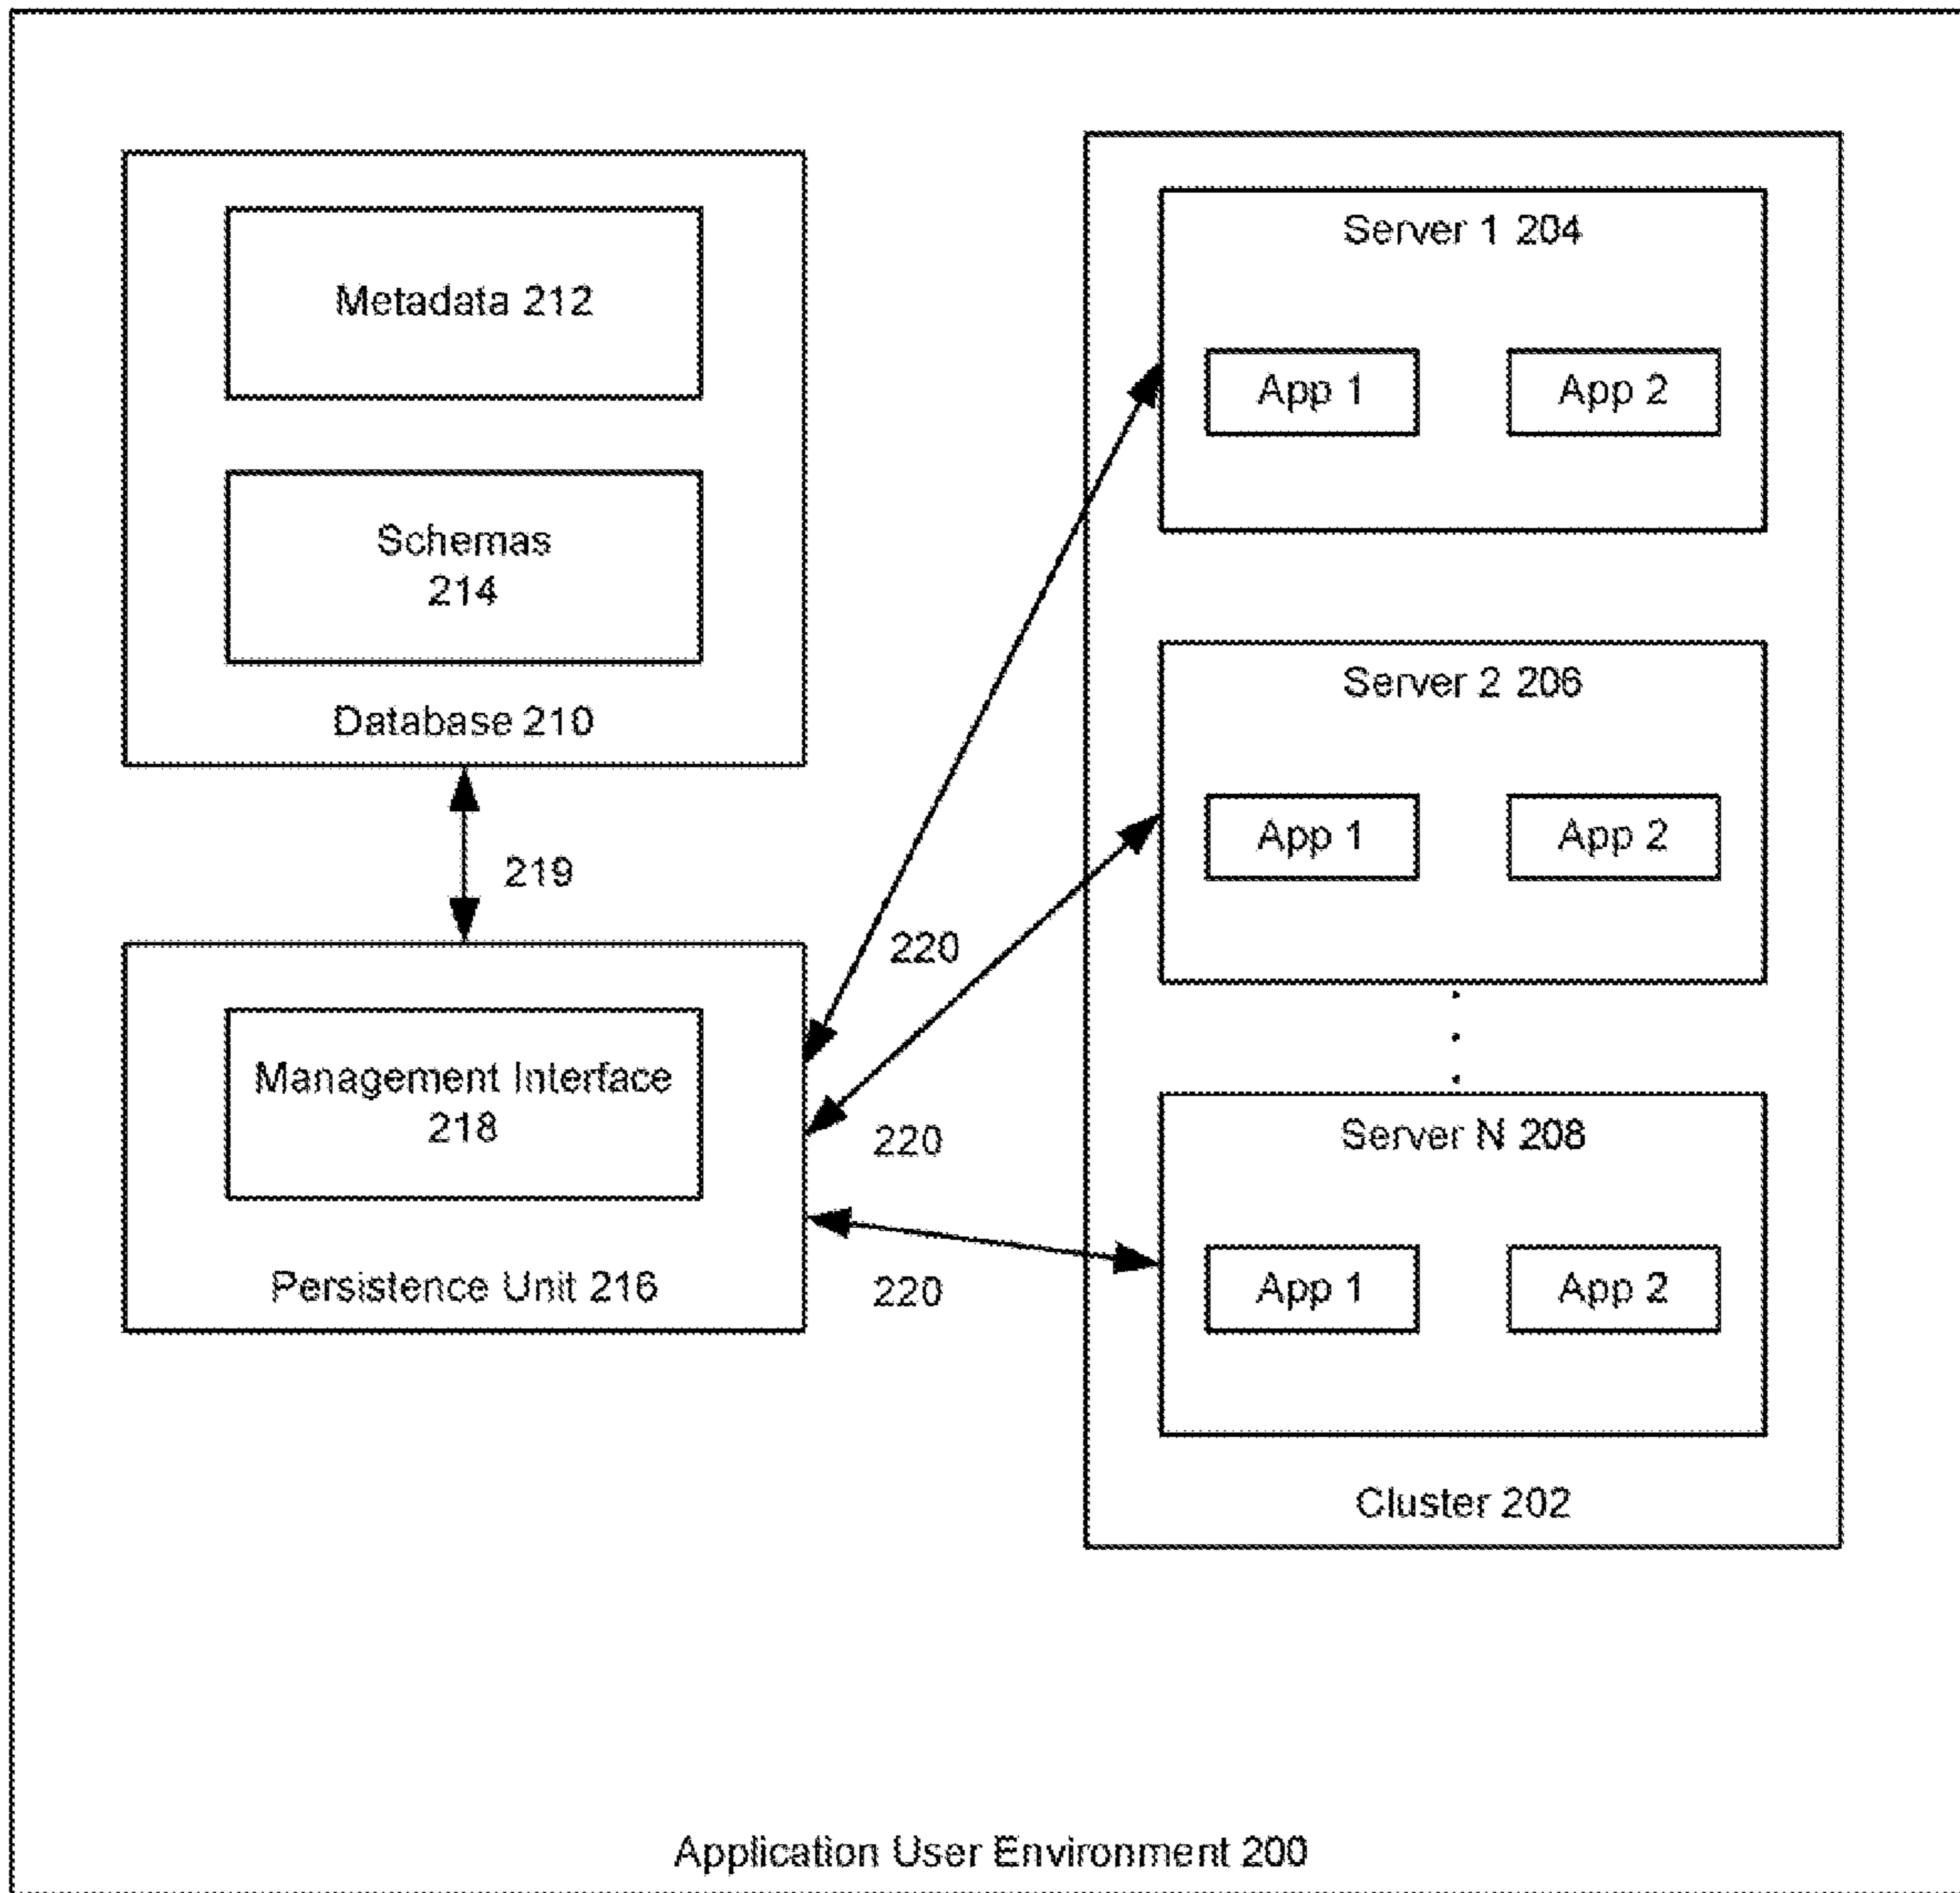 Metadata 212
Schemas
214
Database 210
219
Management Interface
218
Persistence Unit 216
220
220
220
Server 1 204
App 1
App 2
Server 2 206
App 1
App 2
Server N 208
App 1
App 2
Cluster 202
Application User Environment 200